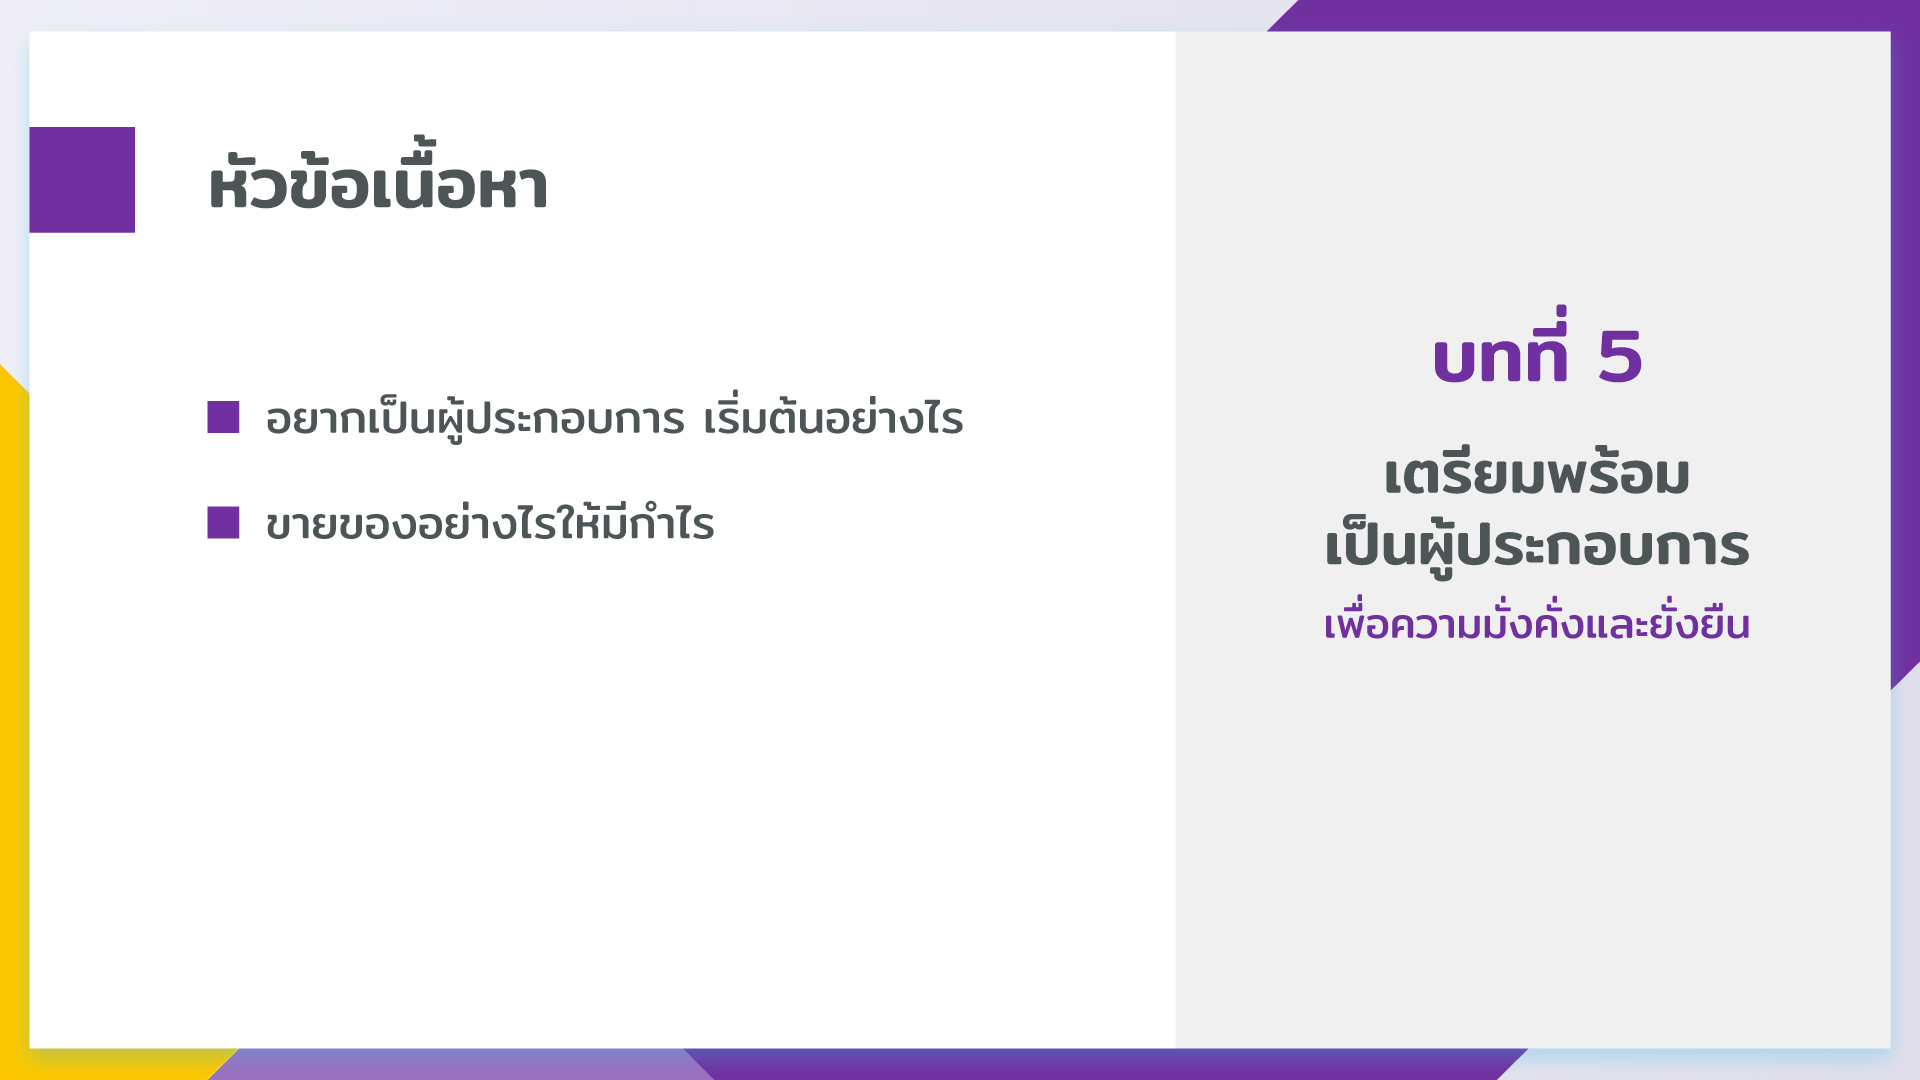 หัวข้อเนื้อหา
อยากเป็นผู้ประกอบการ เริ่มต้นอย่างไร
ขายของอย่างไรให้มีกำไร
บทที่ 5
เตรียมพร้อม
เป็นผู้ประกอบการ
เพื่อความมั่งคั่งและยั่งยืน